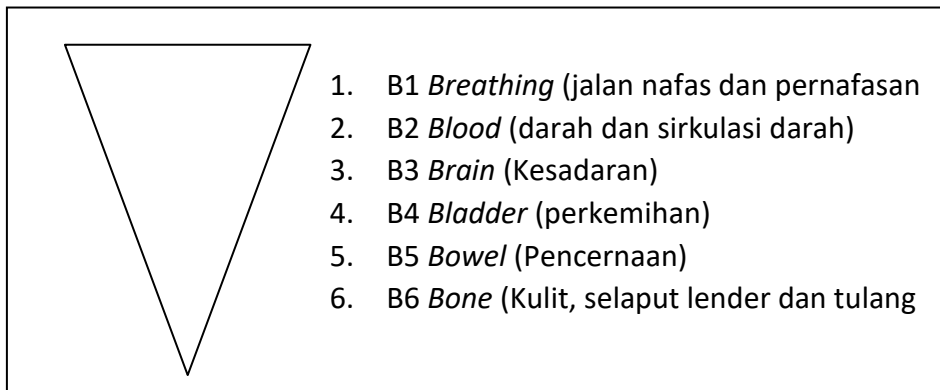 1. B1 Breathing (jalan nafas dan pernafasan
2. B2 Blood (darah dan sirkulasi darah)
3. B3 Brain (Kesadaran)
4. B4 Bladder (perkemihan)
5. B5 Bowel (Pencernaan)
6. B6 Bone (Kulit, selaput lender dan tulang